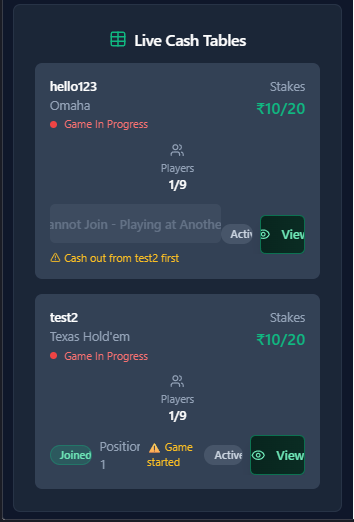 Live Cash Tables
hello123
Stakes
Omaha
₹10/20
Game In Progress
Players
1/9
annot Join - Playing at Anothe
Activ
View
Cash out from test2 first
test2
Stakes
Texas Hold'em
₹10/20
Game In Progress
Players
1/9
Joined
Position
1
Game
started
Active
View